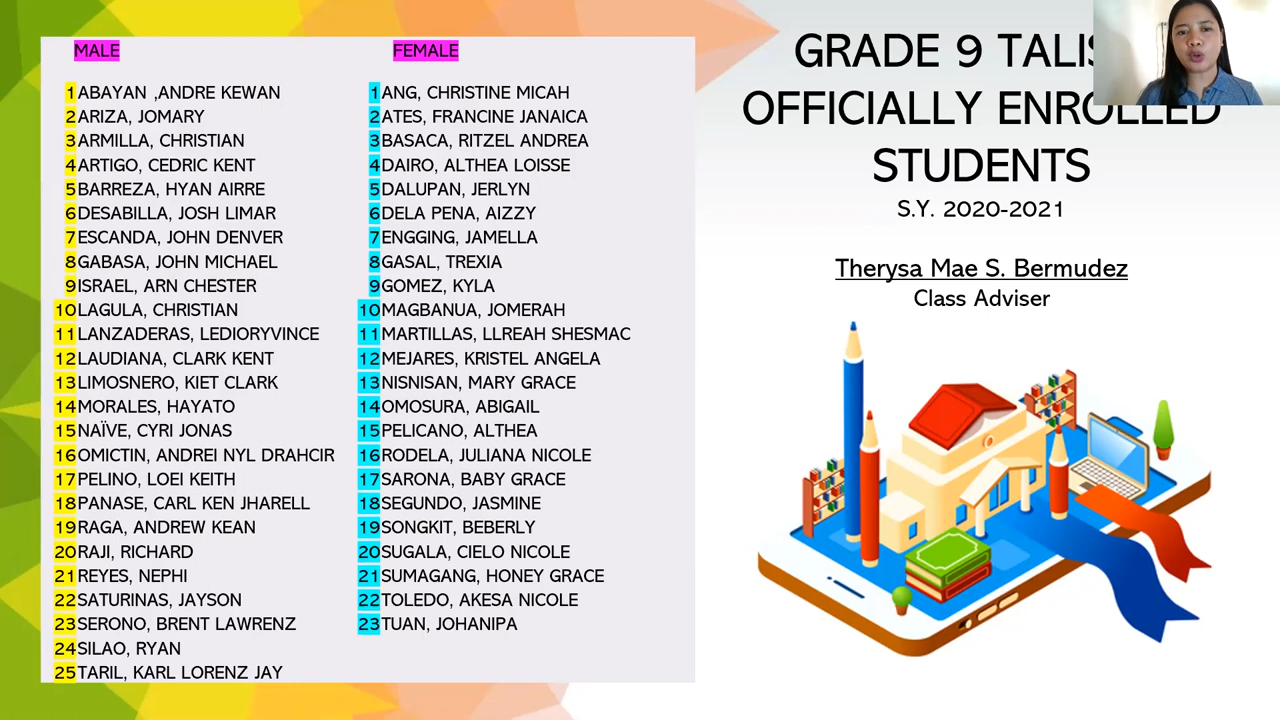 MALE
1 ABAYAN ,ANDRE KEWAN
2 ARIZA, JOMARY
3 ARMILLA, CHRISTIAN
4 ARTIGO, CEDRIC KENT
5 BARREZA, HYAN AIRRE
6 DESABILLA, JOSH LIMAR
7 ESCANDA, JOHN DENVER
8 GABASA, JOHN MICHAEL
9 ISRAEL, ARN CHESTER
10 LAGULA, CHRISTIAN
11 LANZADERAS, LEDIORYVINCE
12 LAUDIANA, CLARK KENT
13 LIMOSNERO, KIET CLARK
14 MORALES, HAYATO
15 NAÏVE, CYRI JONAS
16 OMICTIN, ANDREI NYL DRAHCIR
17 PELINO, LOEI KEITH
18 PANASE, CARL KEN JHARELL
19 RAGA, ANDREW KEAN
20 RAJI, RICHARD
21 REYES, NEPHI
22 SATURINAS, JAYSON
23 SERONO, BRENT LAWRENZ
24 SILAO, RYAN
25 TARIL, KARL LORENZ JAY
FEMALE
1 ANG, CHRISTINE MICAH
2 ATES, FRANCINE JANAICA
3 BASACA, RITZEL ANDREA
4 DAIRO, ALTHEA LOISSE
5 DALUPAN, JERLYN
6 DELA PENA, AIZZY
7 ENGGING, JAMELLA
8 GASAL, TREXIA
9 GOMEZ, KYLA
10 MAGBANUA, JOMERAH
11 MARTILLAS, LLREAH SHESMAC
12 MEJARES, KRISTEL ANGELA
13 NISNISAN, MARY GRACE
14 OMOSURA, ABIGAIL
15 PELICANO, ALTHEA
16 RODELA, JULIANA NICOLE
17 SARONA, BABY GRACE
18 SEGUNDO, JASMINE
19 SONGKIT, BEBERLY
20 SUGALA, CIELO NICOLE
21 SUMAGANG, HONEY GRACE
22 TOLEDO, AKESA NICOLE
23 TUAN, JOHANIPA
GRADE 9
OFFICIALLY ENROLLED
STUDENTS
S.Y. 2020-2021
Therysa Mae S. Bermudez
Class Adviser